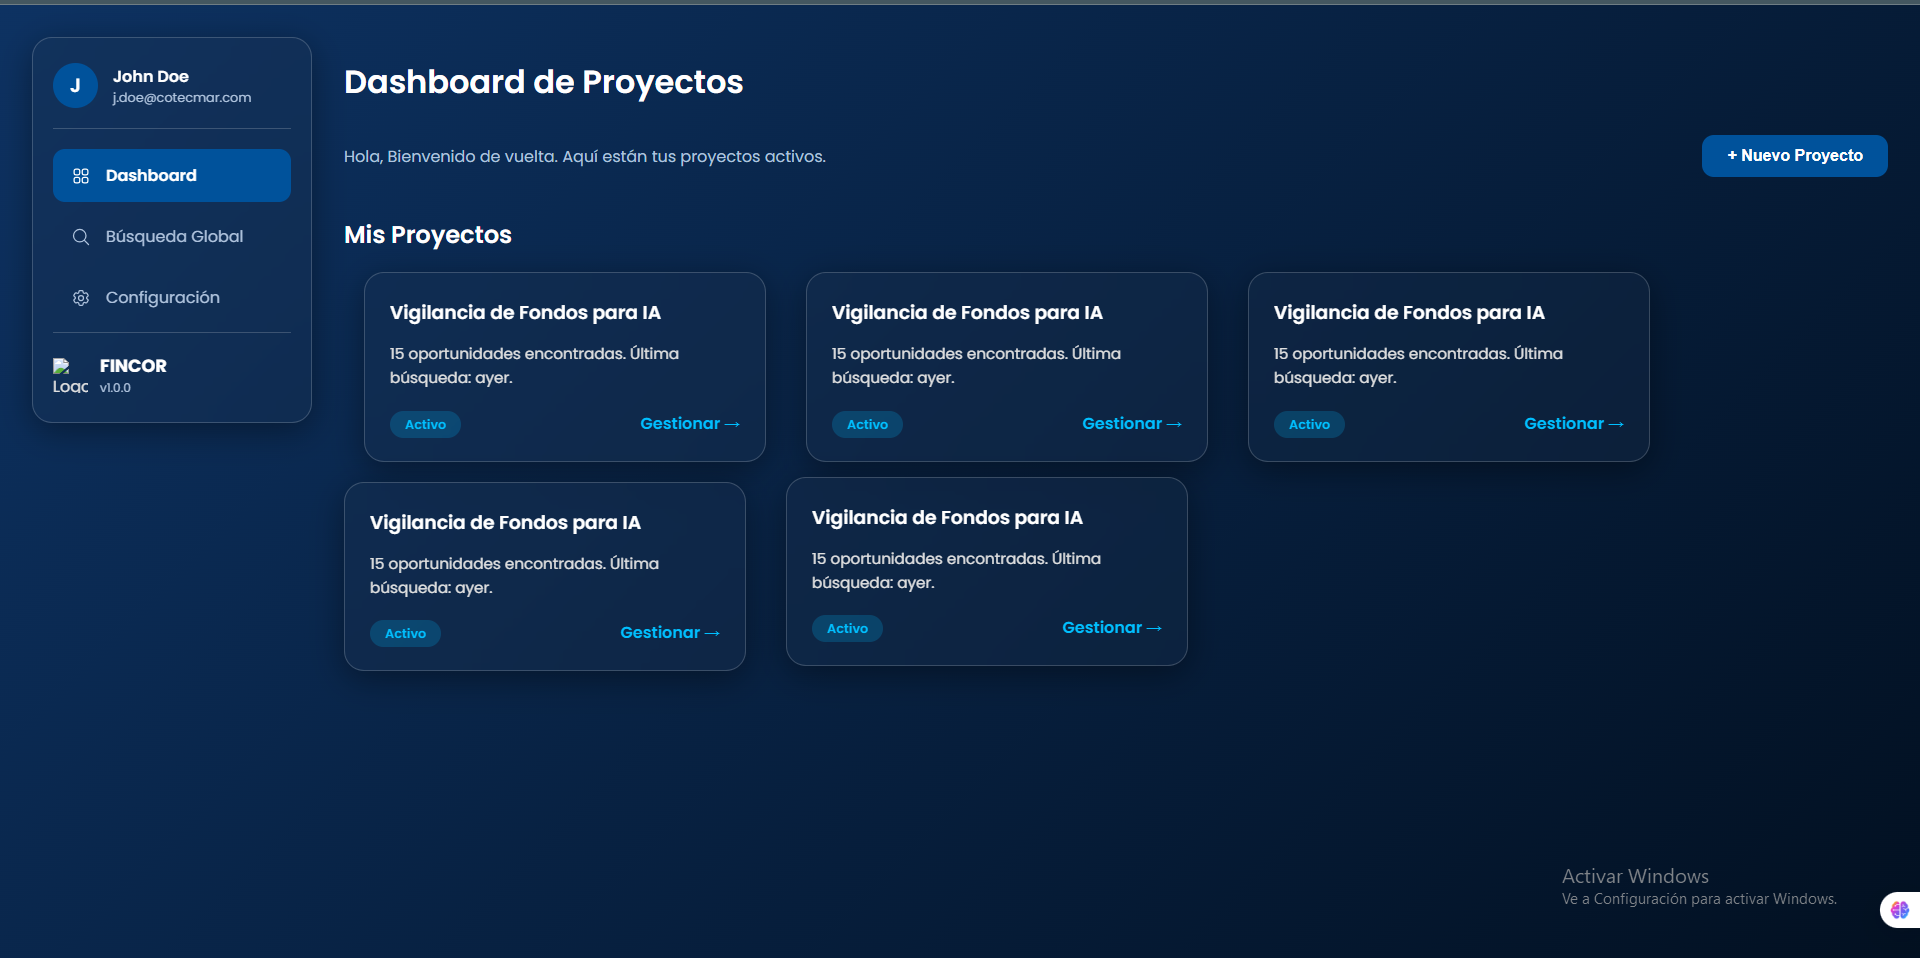 J
John Doe
j.doe@cotecmar.com
Dashboard
Búsqueda Global
Configuración
Logo
FINCOR
v1.0.0
Dashboard de Proyectos
Hola, Bienvenido de vuelta. Aquí están tus proyectos activos.
+ Nuevo Proyecto
Mis Proyectos
Vigilancia de Fondos para IA
15 oportunidades encontradas. Última
búsqueda: ayer.
Activo
Gestionar →
Vigilancia de Fondos para IA
15 oportunidades encontradas. Última
búsqueda: ayer.
Activo
Gestionar →
Vigilancia de Fondos para IA
15 oportunidades encontradas. Última
búsqueda: ayer.
Activo
Gestionar →
Vigilancia de Fondos para IA
15 oportunidades encontradas. Última
búsqueda: ayer.
Activo
Gestionar →
Vigilancia de Fondos para IA
15 oportunidades encontradas. Última
búsqueda: ayer.
Activo
Gestionar →
Activar Windows
Ve a Configuración para activar Windows.